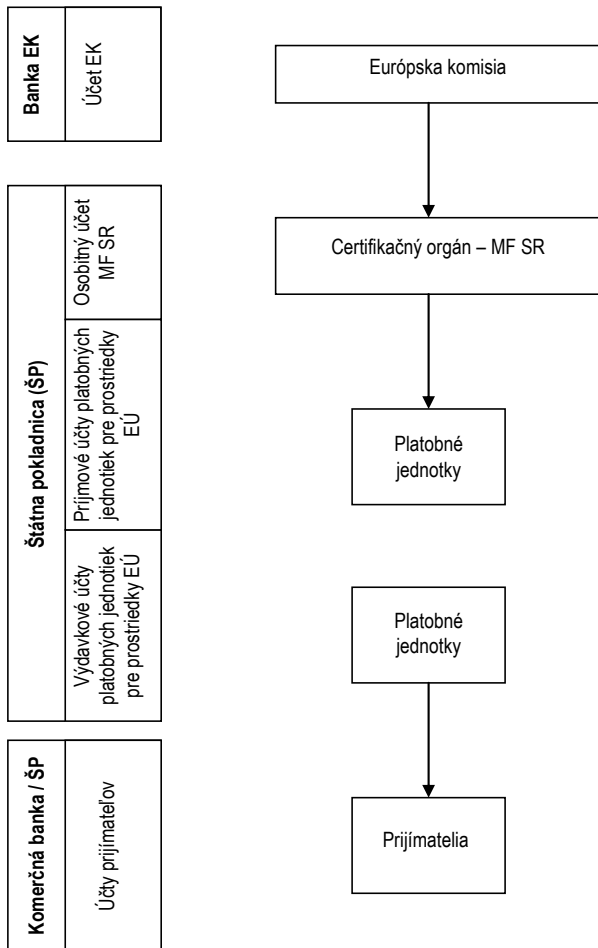 Banka EK
Účet EK
Európska komisia
Štátna pokladnica (ŠP)
Osobitný účet
MF SR
Certifikačný orgán – MF SR
Príjmové účty platobných
jednotiek pre prostriedky
EÚ
Platobné
jednotky
Výdavkové účty
platobných jednotiek
pre prostriedky EÚ
Platobné
jednotky
Komerčná banka / ŠP
Účty prijímateľov
Prijímatelia